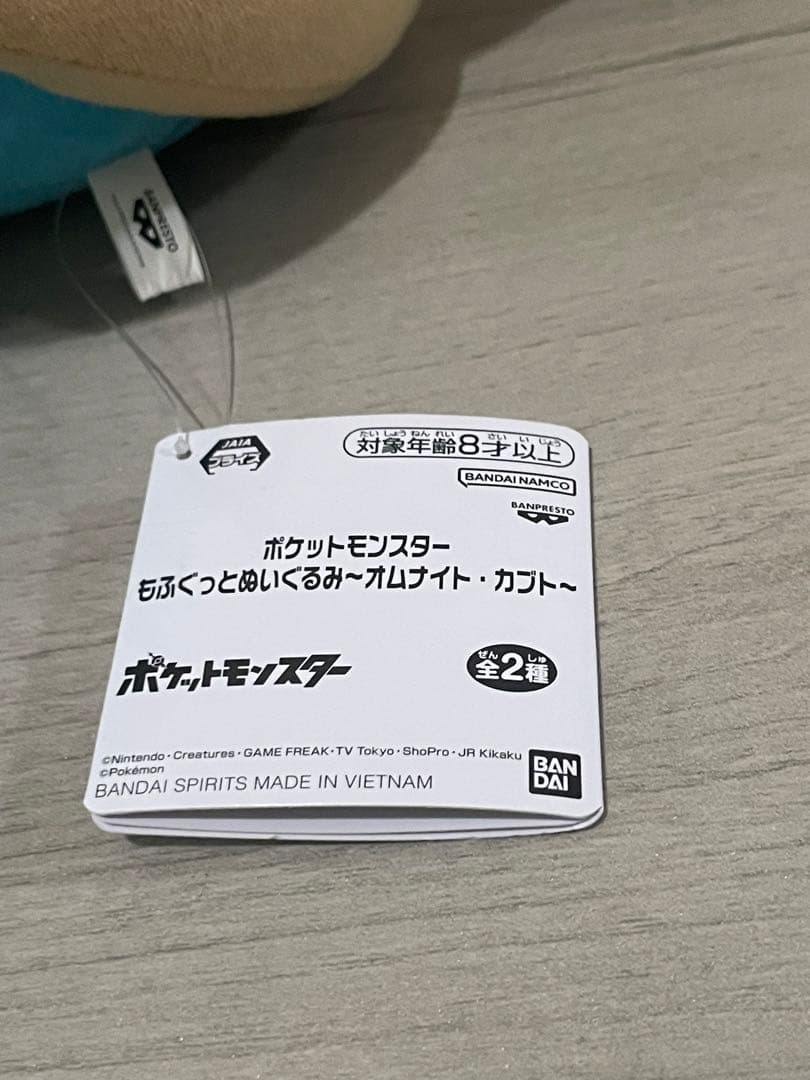 BANPRESTO
JAIA
プライズ
たいしょうねんれい さい い じょう
対象年齢8才以上
BANDAI NAMCO
BANPRESTO
ポケットモンスター
もふぐっとぬいぐるみ～オムナイト・カブト～
ポケットモンスター
ぜん しゅ
全2種
©Nintendo・Creatures・GAME FREAK・TV Tokyo・ShoPro・JR Kikaku
©Pokémon
BANDAI SPIRITS MADE IN VIETNAM
BAN
DAI